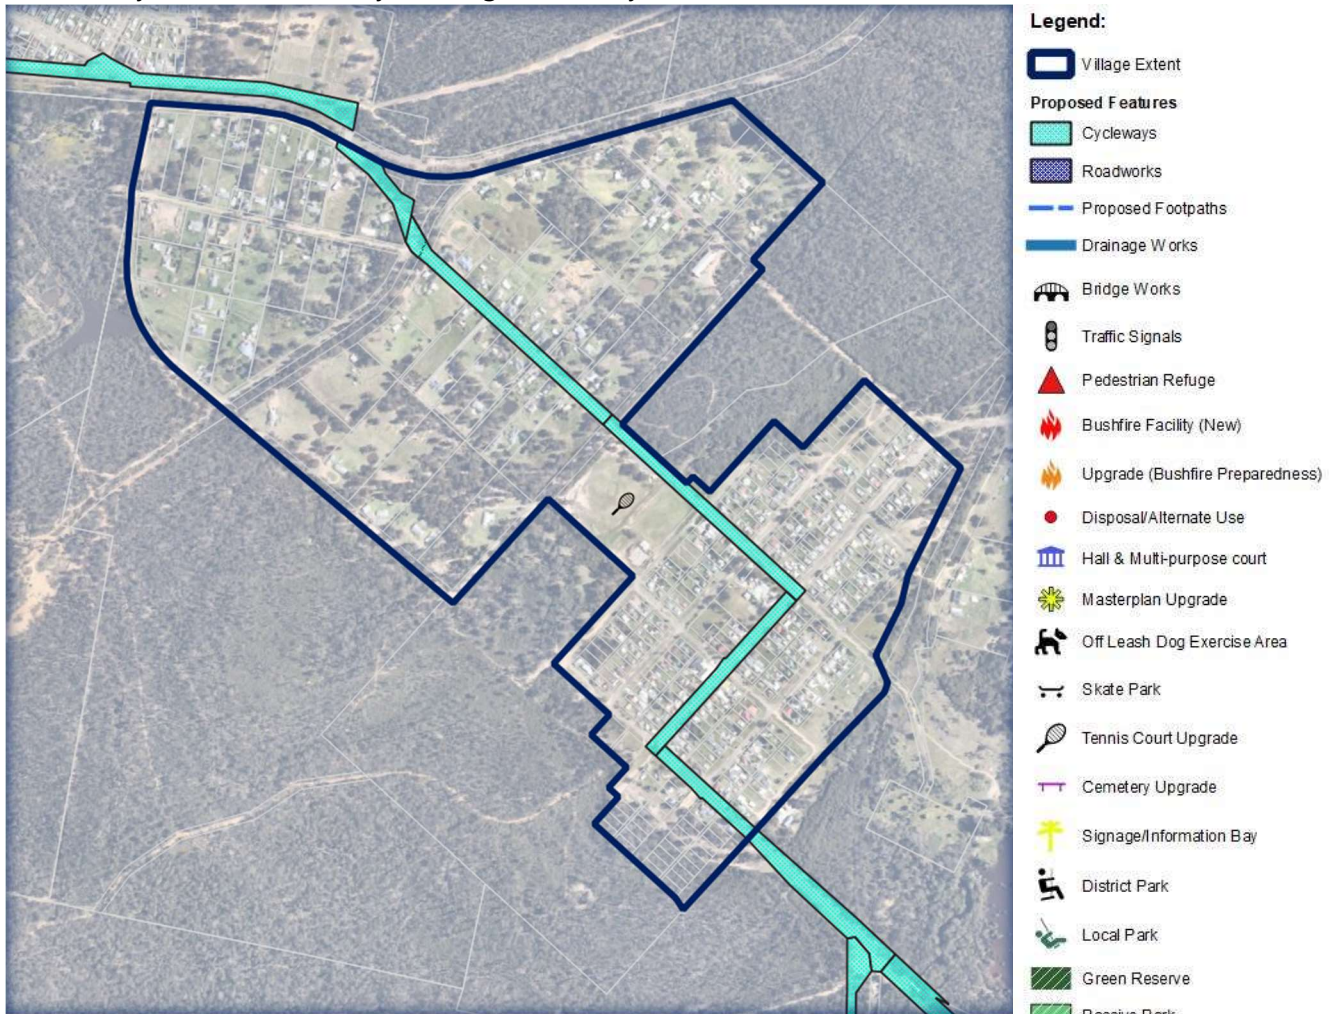 Legend:
Village Extent
Proposed Features
Cycleways
Roadworks
Proposed Footpaths
Drainage Works
Bridge Works
Traffic Signals
Pedestrian Refuge
Bushfire Facility (New)
Upgrade (Bushfire Preparedness)
Disposal/Alternate Use
Hall & Multi-purpose court
Masterplan Upgrade
Off Leash Dog Exercise Area
Skate Park
Tennis Court Upgrade
Cemetery Upgrade
Signage/Information Bay
District Park
Local Park
Green Reserve